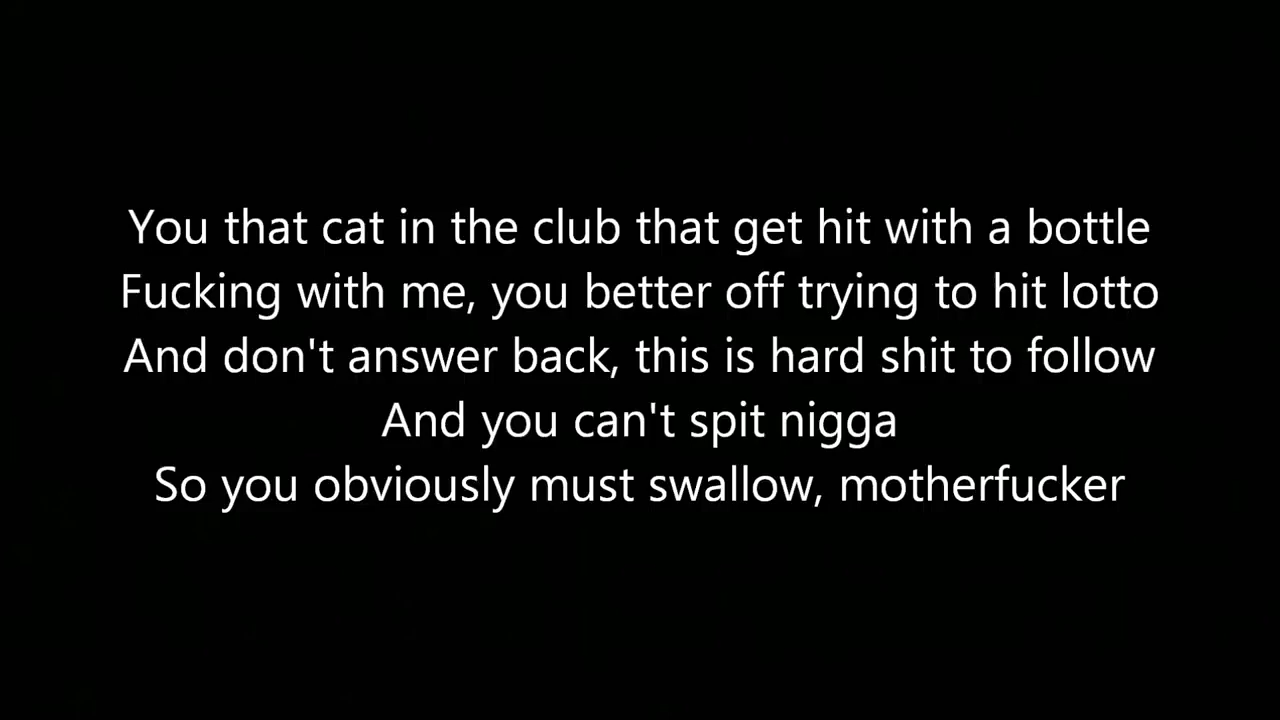 You that cat in the club that get hit with a bottle
Fucking with me, you better off trying to hit lotto
And don't answer back, this is hard shit to follow
And you can't spit nigga
So you obviously must swallow, motherfucker